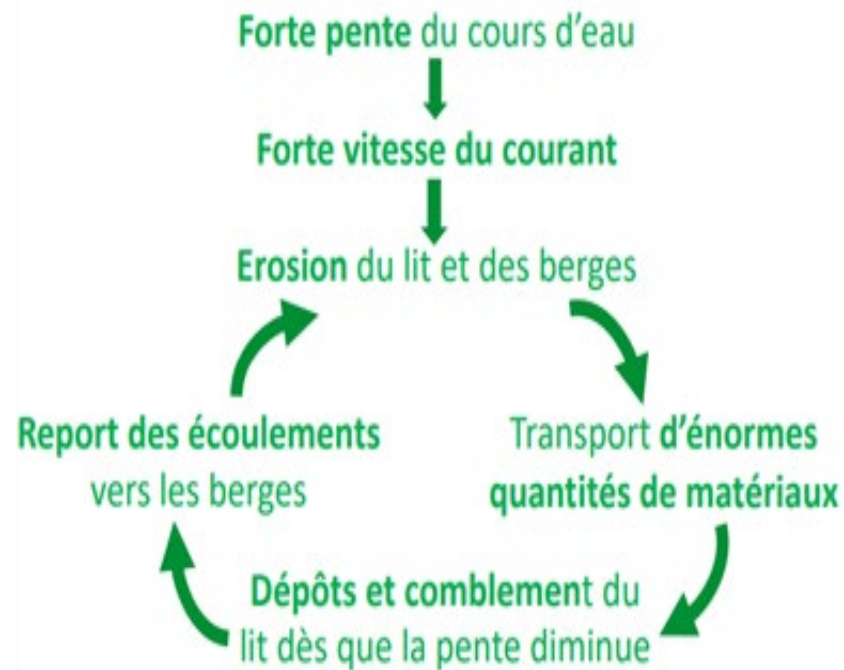 Forte pente du cours d'eau
Forte vitesse du courant
Erosion du lit et des berges
Report des écoulements
vers les berges
Transport d'énormes
quantités de matériaux
Dépôts et comblement du
lit dès que la pente diminue